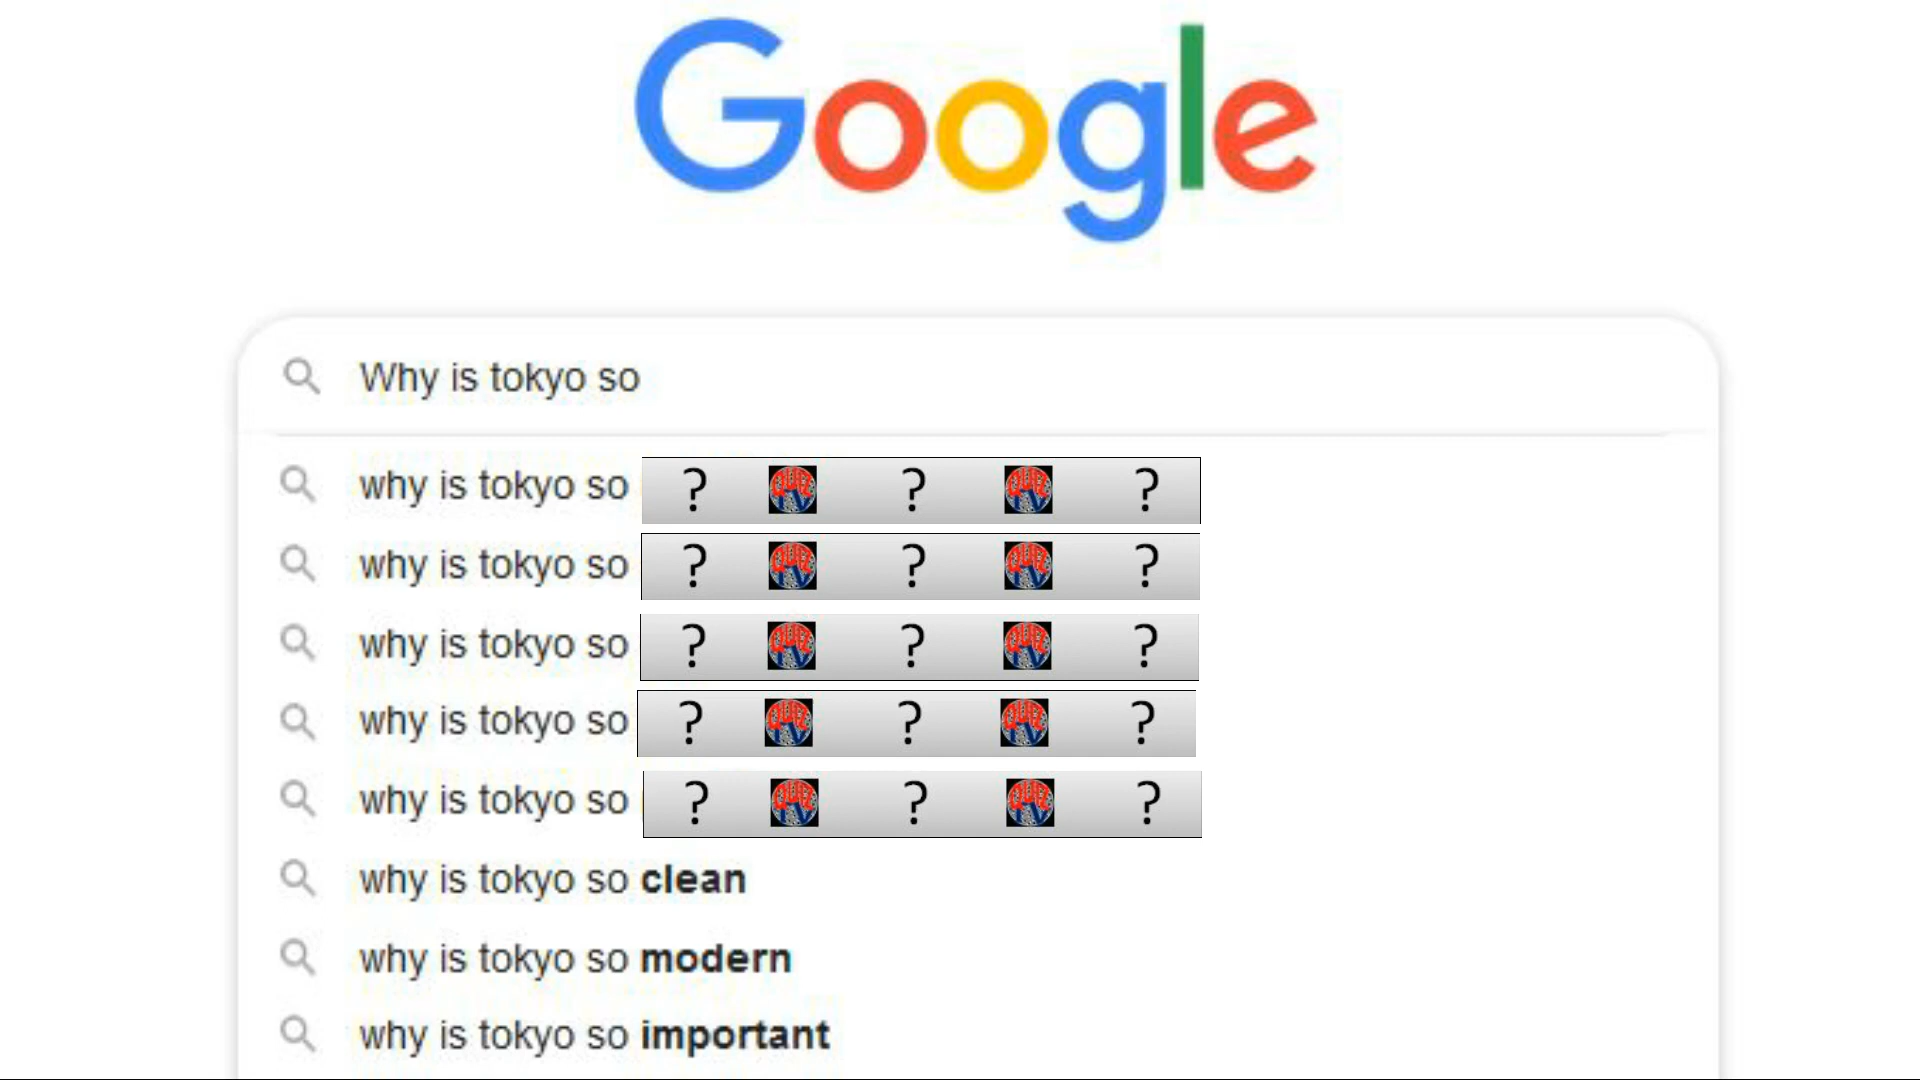 Google
Why is tokyo so
why is tokyo so ? ? ?
why is tokyo so ? ? ?
why is tokyo so ? ? ?
why is tokyo so ? ? ?
why is tokyo so ? ? ?
why is tokyo so clean
why is tokyo so modern
why is tokyo so important